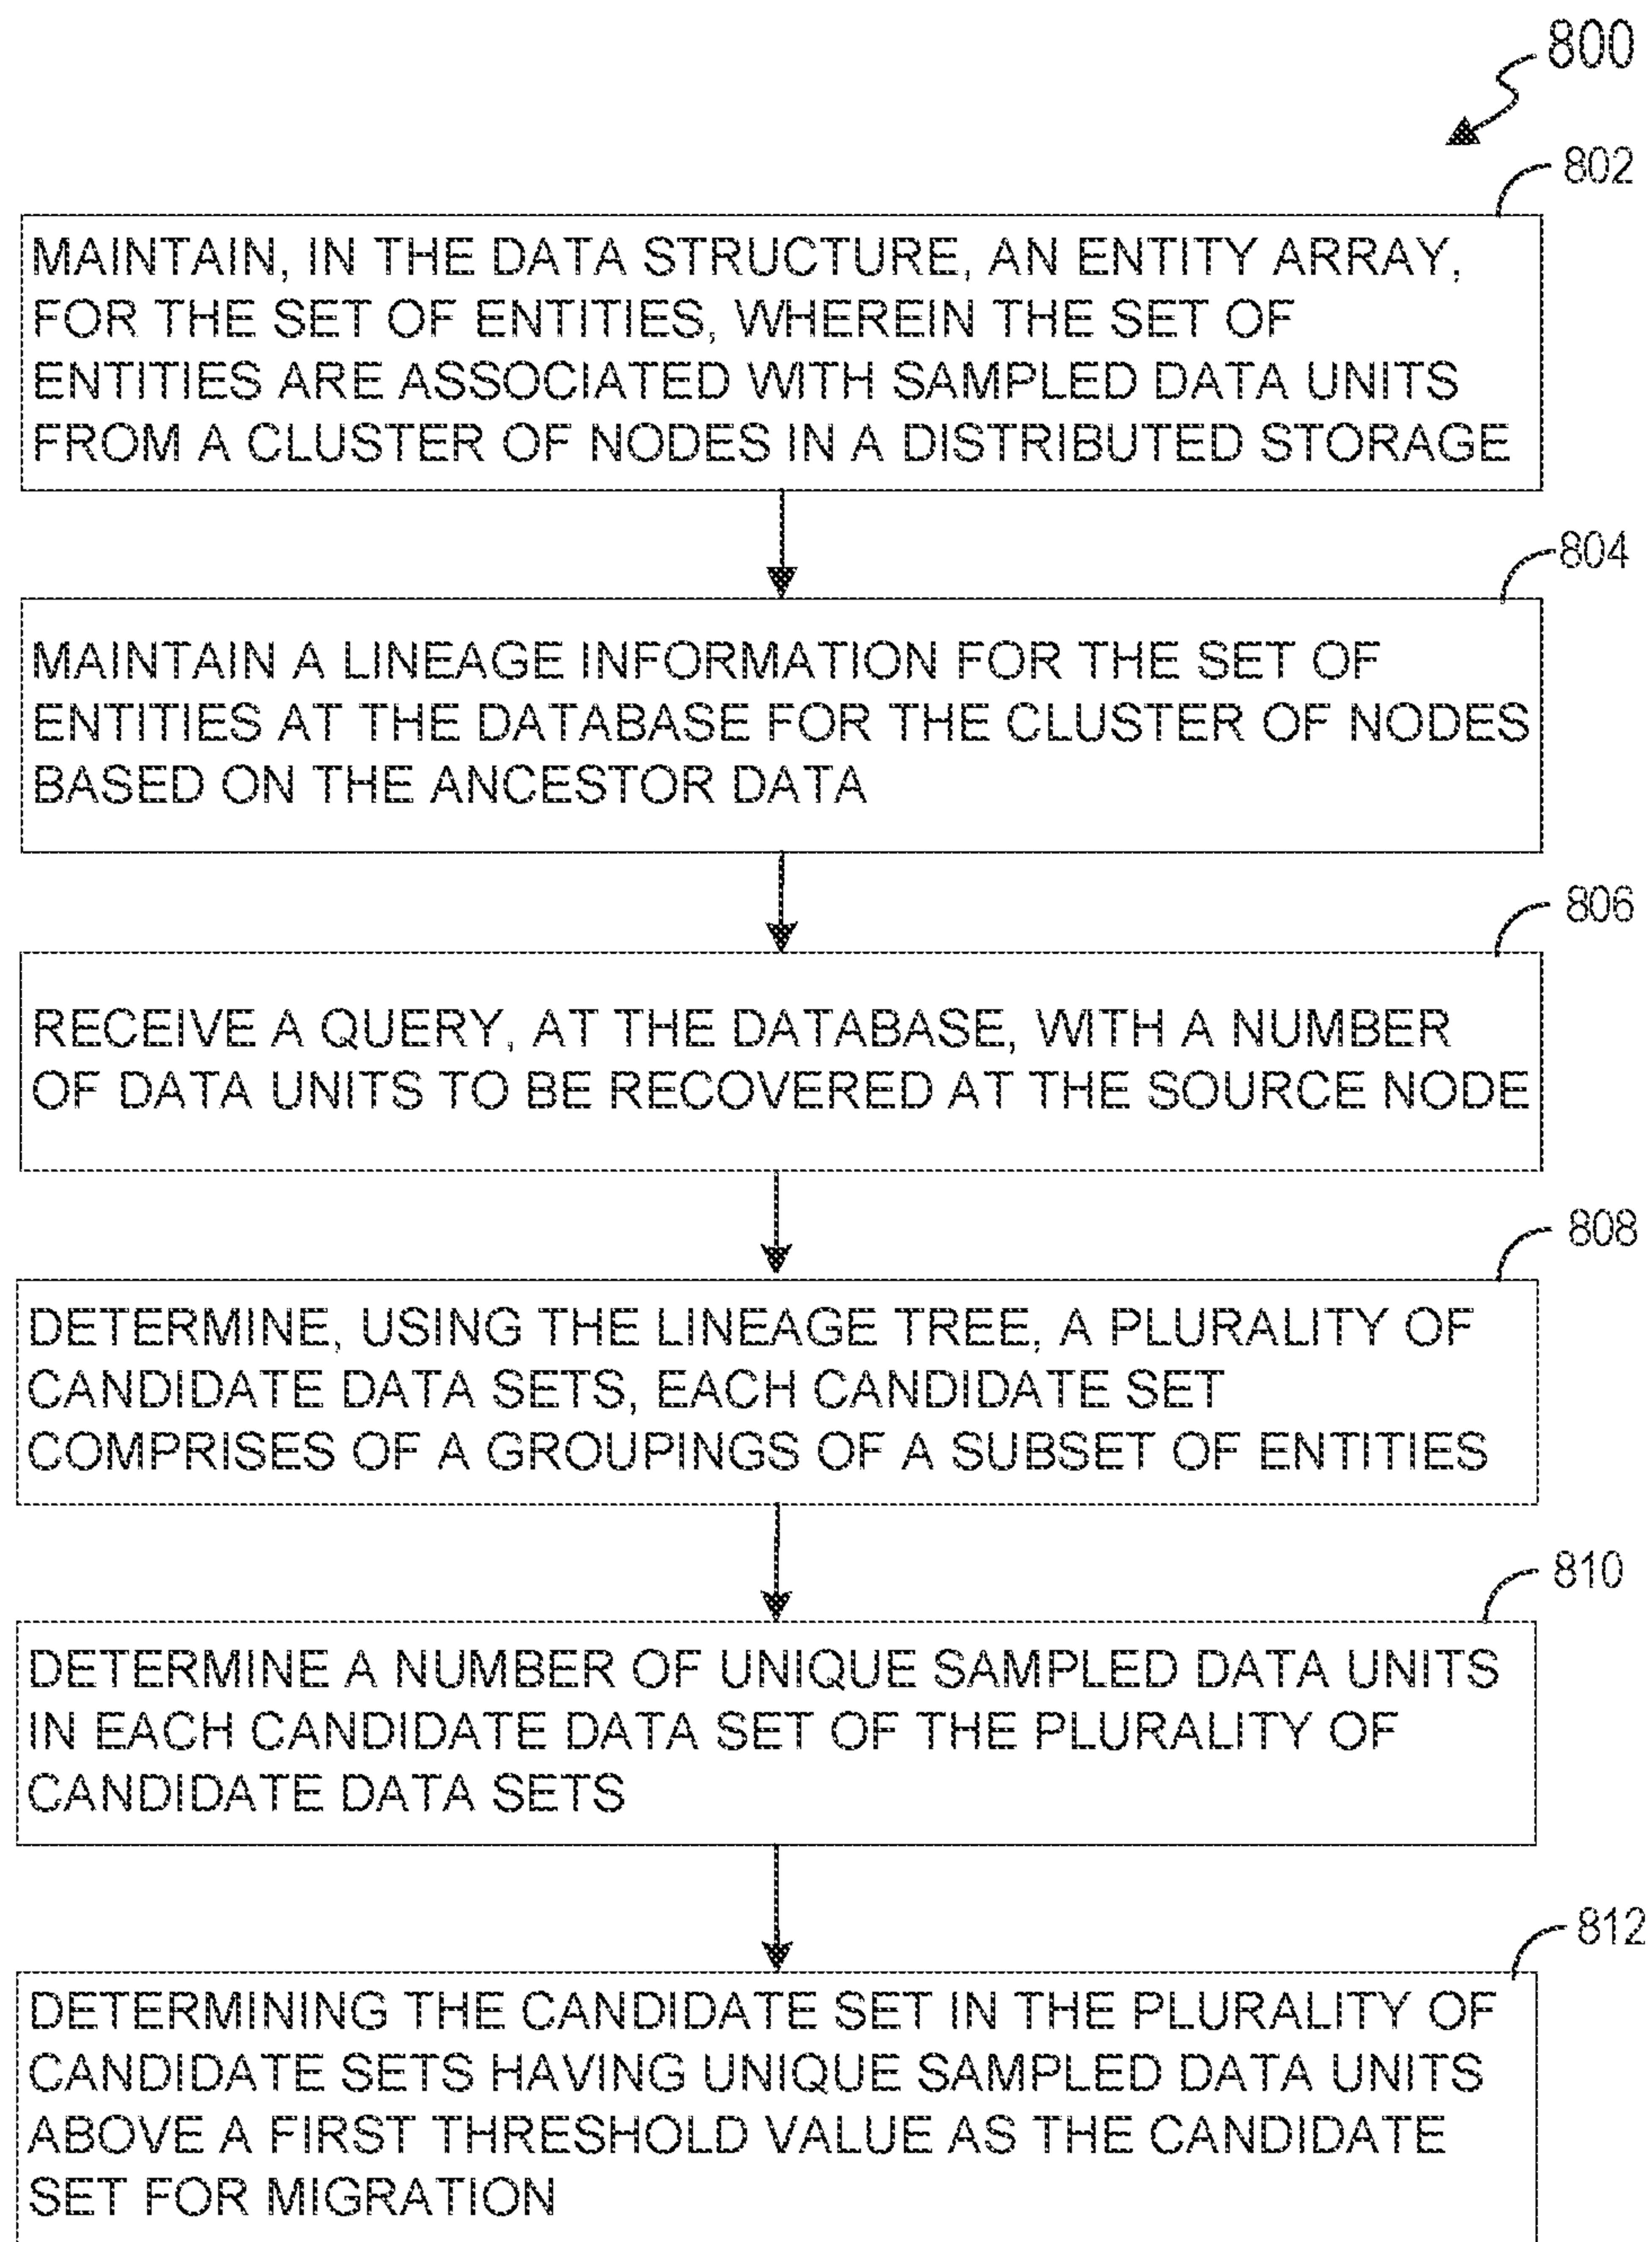 800
802
MAINTAIN, IN THE DATA STRUCTURE, AN ENTITY ARRAY,
FOR THE SET OF ENTITIES, WHEREIN THE SET OF
ENTITIES ARE ASSOCIATED WITH SAMPLED DATA UNITS
FROM A CLUSTER OF NODES IN A DISTRIBUTED STORAGE
804
MAINTAIN A LINEAGE INFORMATION FOR THE SET OF
ENTITIES AT THE DATABASE FOR THE CLUSTER OF NODES
BASED ON THE ANCESTOR DATA
806
RECEIVE A QUERY, AT THE DATABASE, WITH A NUMBER
OF DATA UNITS TO BE RECOVERED AT THE SOURCE NODE
808
DETERMINE, USING THE LINEAGE TREE, A PLURALITY OF
CANDIDATE DATA SETS, EACH CANDIDATE SET
COMPRISES OF A GROUPINGS OF A SUBSET OF ENTITIES
810
DETERMINE A NUMBER OF UNIQUE SAMPLED DATA UNITS
IN EACH CANDIDATE DATA SET OF THE PLURALITY OF
CANDIDATE DATA SETS
812
DETERMINING THE CANDIDATE SET IN THE PLURALITY OF
CANDIDATE SETS HAVING UNIQUE SAMPLED DATA UNITS
ABOVE A FIRST THRESHOLD VALUE AS THE CANDIDATE
SET FOR MIGRATION